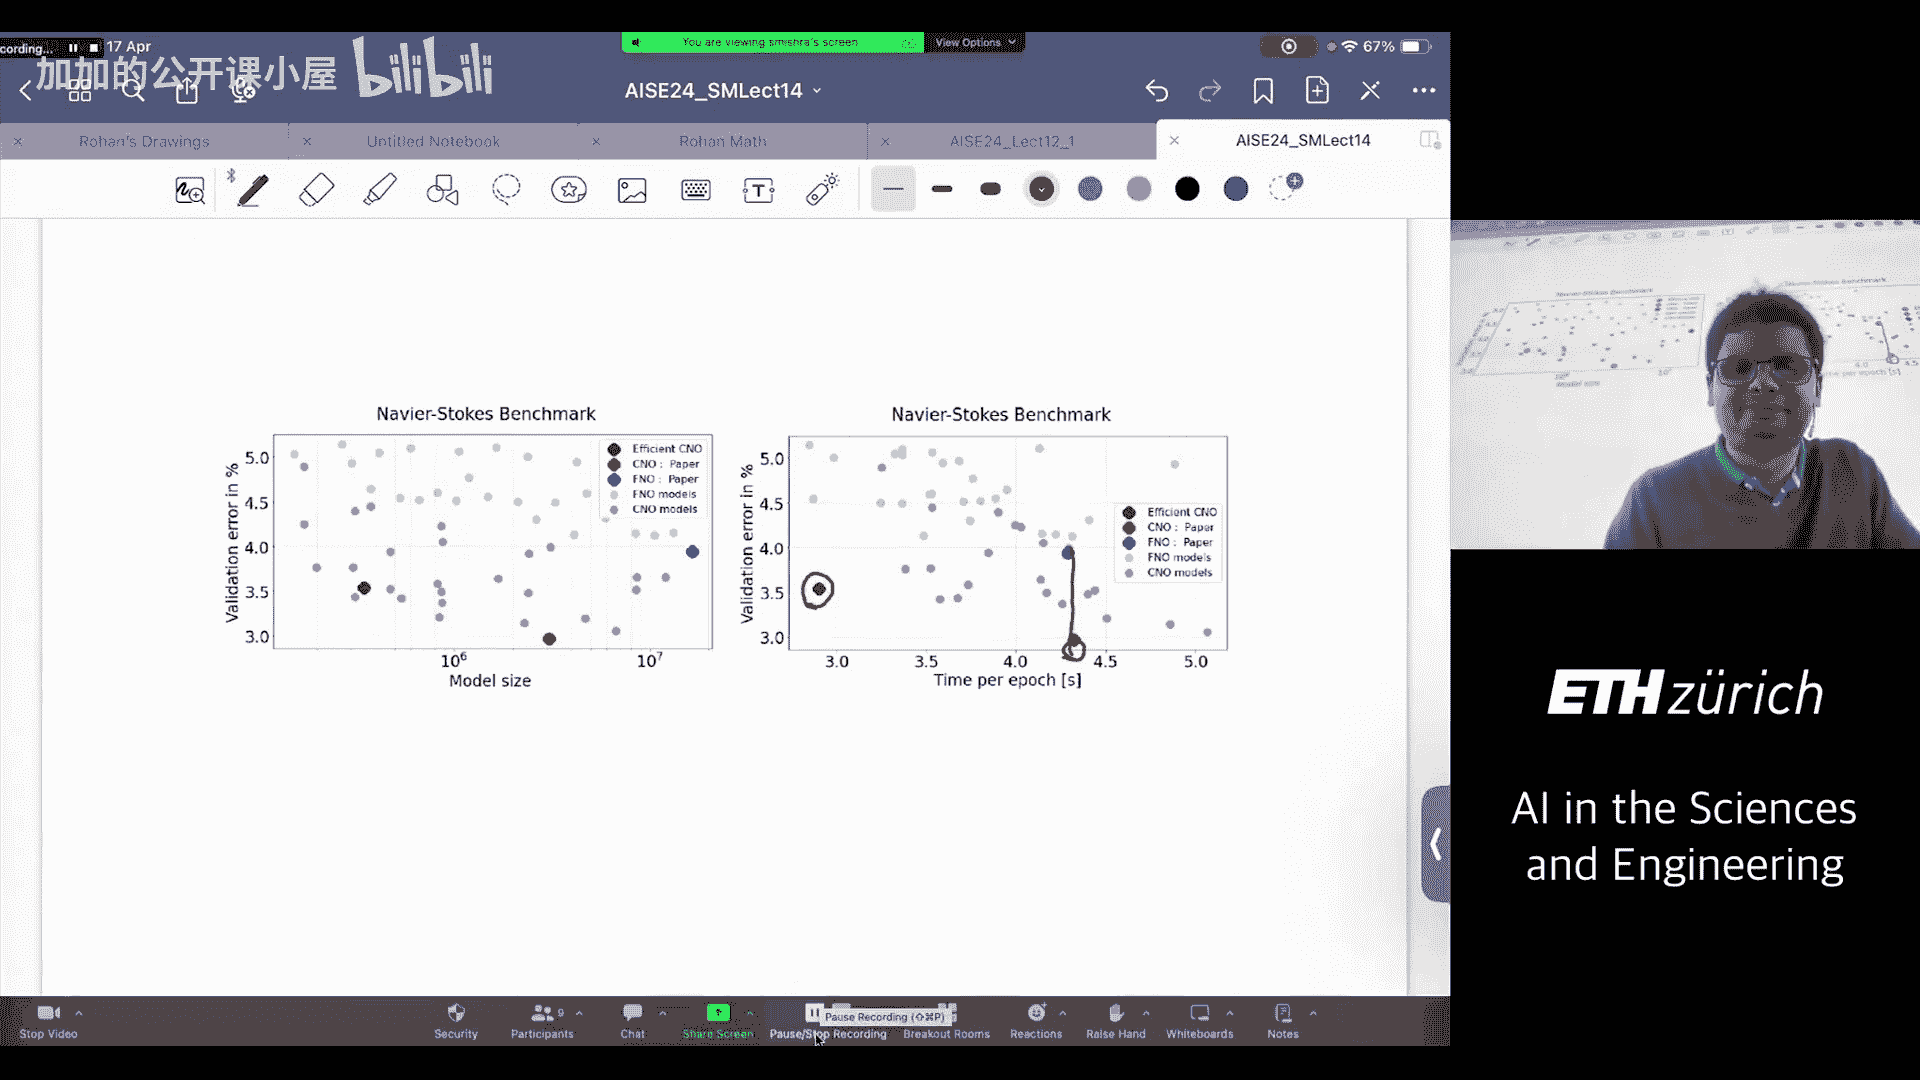 cording...
17 Apr
You are viewing smishra's screen
View Options
67%
加加的公开课小屋 bilibili
AISE24_SMLect14
Rohan's Drawings
Untitled Notebook
Rohan Math
AISE24_Lect12_1
AISE24_SMLect14
Navier-Stokes Benchmark
Validation error in %
5.0
4.5
4.0
3.5
3.0
Efficient CNO
CNO : Paper
FNO : Paper
FNO models
CNO models
10⁶
10⁷
Model size
Navier-Stokes Benchmark
Validation error in %
5.0
4.5
4.0
3.5
3.0
Efficient CNO
CNO : Paper
FNO : Paper
FNO models
CNO models
3.0
3.5
4.0
4.5
5.0
Time per epoch [s]
ETH zürich
AI in the Sciences
and Engineering
Stop Video
Security
9
Participants
Chat
Share Screen
Pause Recording (⇧⌘P)
Pause/Stop Recording
Breakout Rooms
Reactions
Raise Hand
Whiteboards
Notes